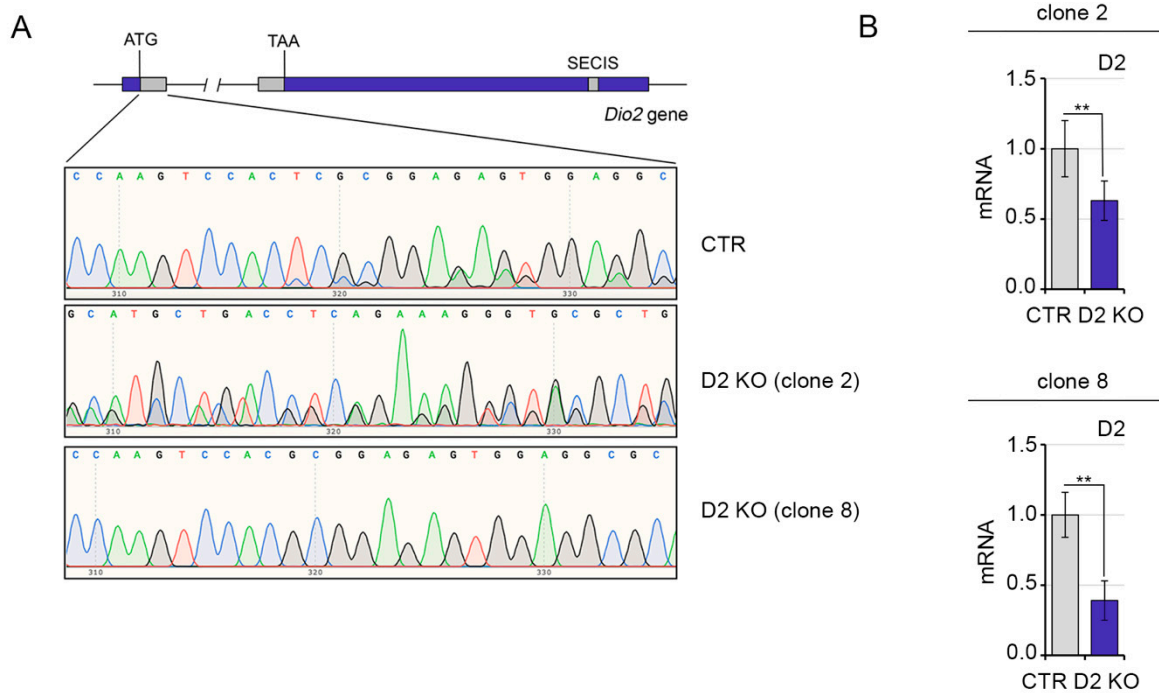 A
ATG
TAA
SECIS
Dio2 gene
C C A A G T C C A C T C G C G G A G A G T G G A G G C
310 320 330
CTR
G C A T G C T G A C C T C A G A A A G G G T G C G C T G
310 320 330
D2 KO (clone 2)
C C A A G T C C A C G C G G A G A G T G G A G G C G C
310 320 330
D2 KO (clone 8)
B
clone 2
D2
1.5
**
1.0
mRNA
0.5
0.0
CTR D2 KO
clone 8
D2
1.5
**
1.0
mRNA
0.5
0.0
CTR D2 KO